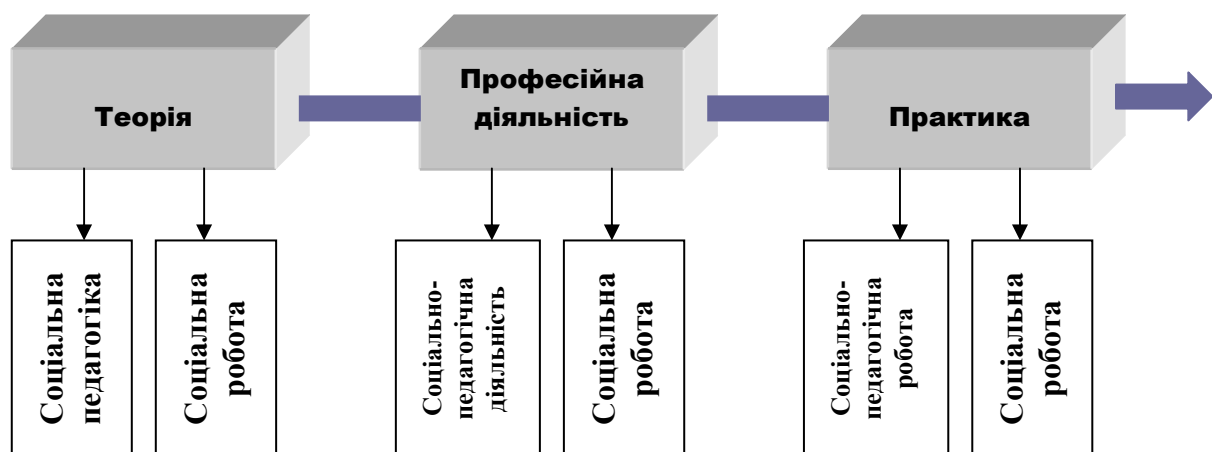 Теорія
Професійна
діяльність
Практика
Соціальна
педагогіка
Соціальна
робота
Соціально-
педагогічна
діяльність
Соціальна
робота
Соціально-
педагогічна
робота
Соціальна
робота